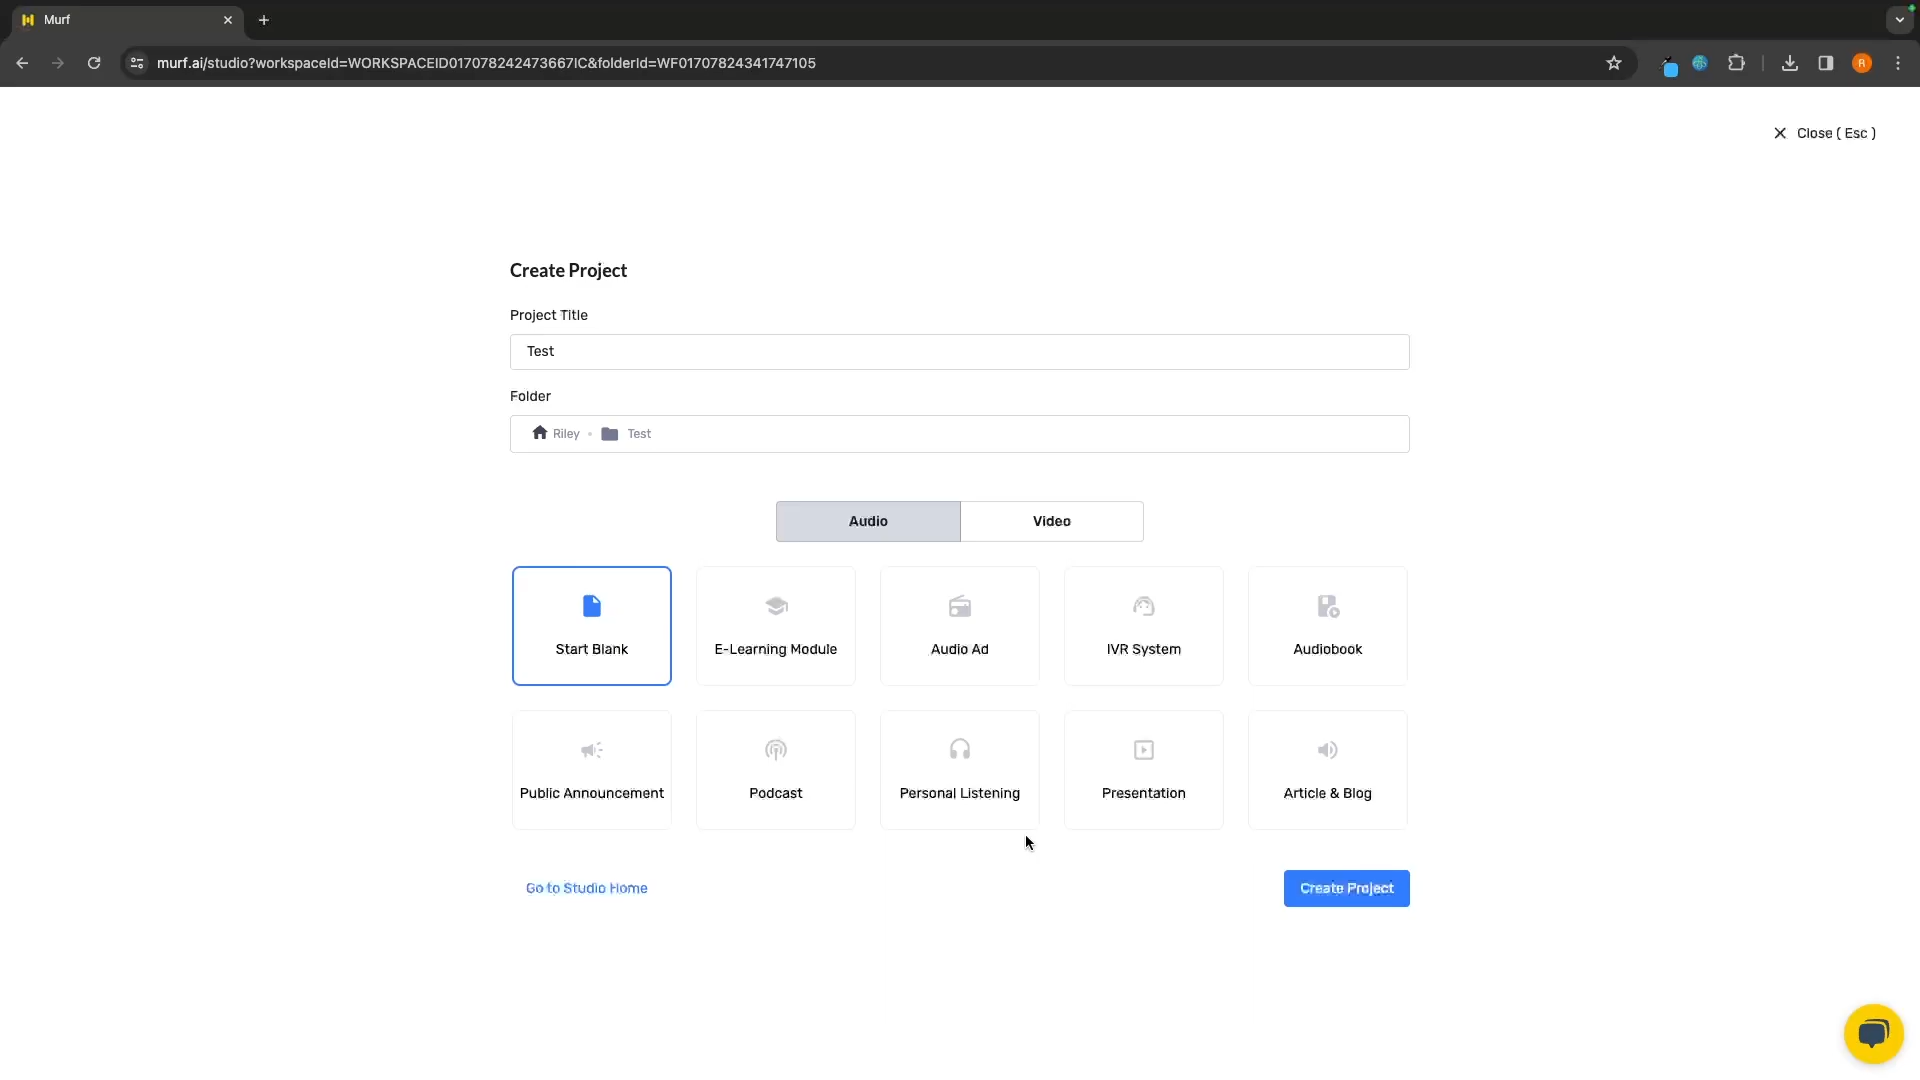 Murf
murf.ai/studio?workspaceId=WORKSPACEID017078242473667IC&folderId=WF01707824341747105
R
Close ( Esc )
Create Project
Project Title
Test
Folder
Riley • Test
Audio Video
Start Blank E-Learning Module Audio Ad IVR System Audiobook
Public Announcement Podcast Personal Listening Presentation Article & Blog
Go to Studio Home Create Project